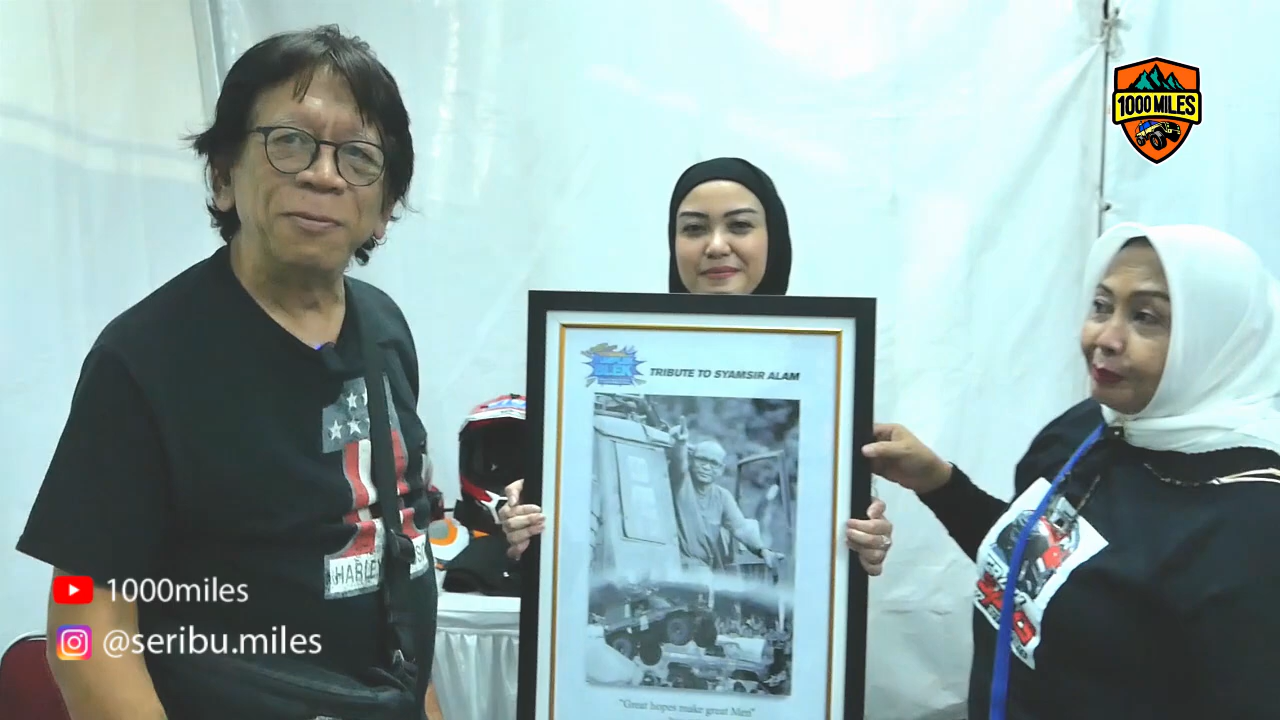 1000 MILES
TRIBUTE TO SYAMSIR ALAM
HARLEY
1000miles
@seribu.miles
"Great hopes make great Men"